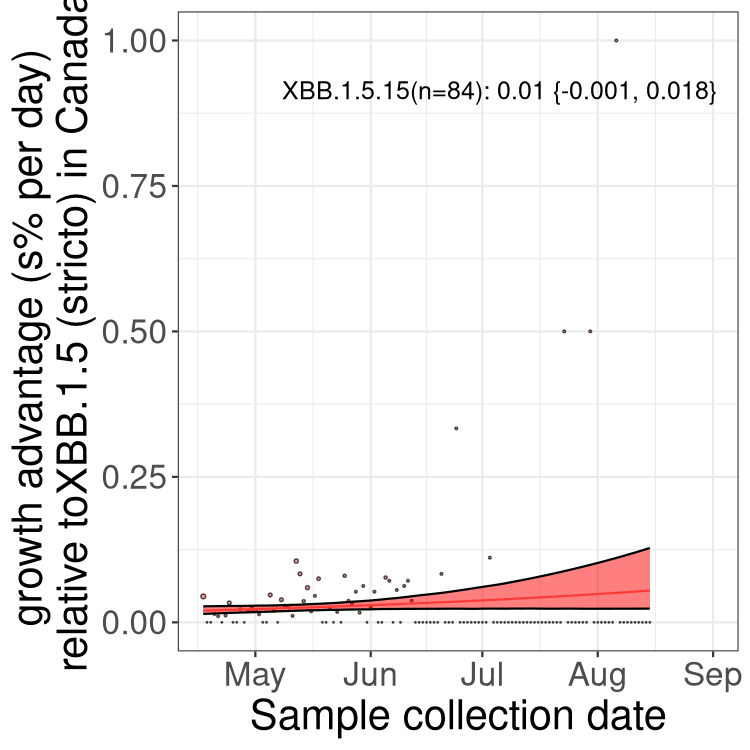 growth advantage (s% per day)
relative toXBB.1.5 (stricto) in Canada
1.00
0.75
0.50
0.25
0.00
XBB.1.5.15(n=84): 0.01 {-0.001, 0.018}
May Jun Jul Aug Sep
Sample collection date